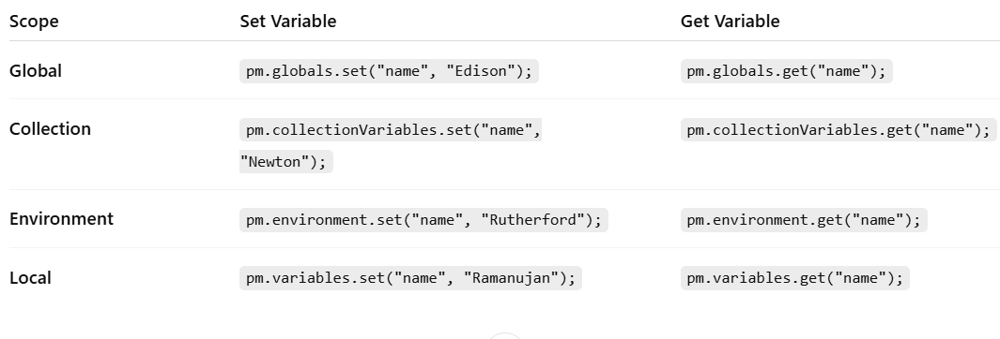 Scope Set Variable Get Variable
Global pm.globals.set("name", "Edison"); pm.globals.get("name");
Collection pm.collectionVariables.set("name", pm.collectionVariables.get("name");
"Newton");
Environment pm.environment.set("name", "Rutherford"); pm.environment.get("name");
Local pm.variables.set("name", "Ramanujan"); pm.variables.get("name");